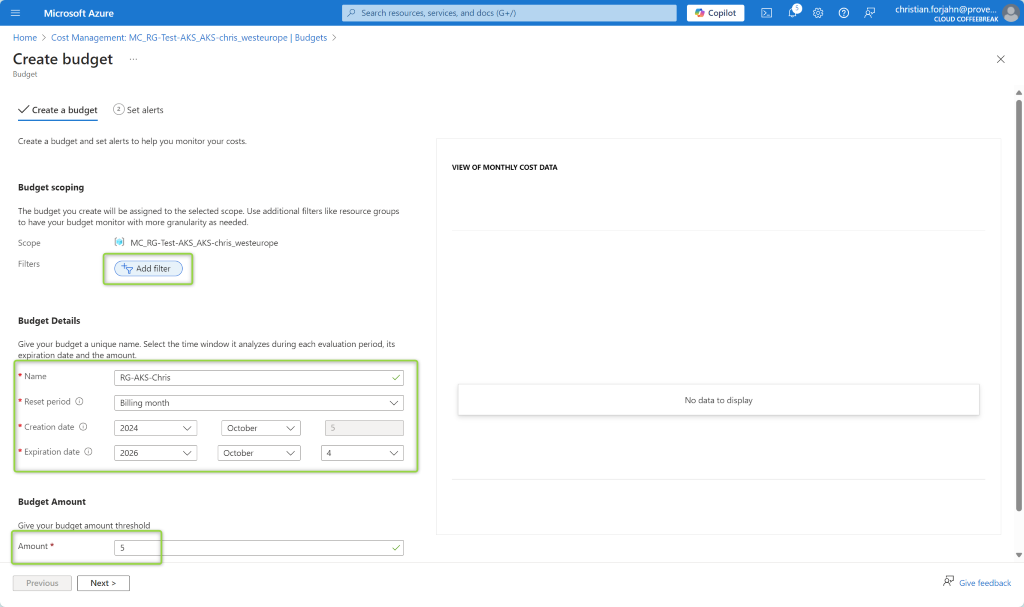 Microsoft Azure
Search resources, services, and docs (G+/)
Copilot
5
christian.forjahn@prove...
CLOUD COFFEEBREAK
Home > Cost Management: MC_RG-Test-AKS_AKS-chris_westeurope | Budgets >
Create budget ...
Budget
Create a budget
2 Set alerts
Create a budget and set alerts to help you monitor your costs.
Budget scoping
The budget you create will be assigned to the selected scope. Use additional filters like resource groups
to have your budget monitor with more granularity as needed.
Scope
MC_RG-Test-AKS_AKS-chris_westeurope
Filters
Add filter
Budget Details
Give your budget a unique name. Select the time window it analyzes during each evaluation period, its
expiration date and the amount.
* Name
RG-AKS-Chris
* Reset period
Billing month
* Creation date
2024
October
5
* Expiration date
2026
October
4
Budget Amount
Give your budget amount threshold
Amount *
5
Previous
Next >
VIEW OF MONTHLY COST DATA
No data to display
Give feedback